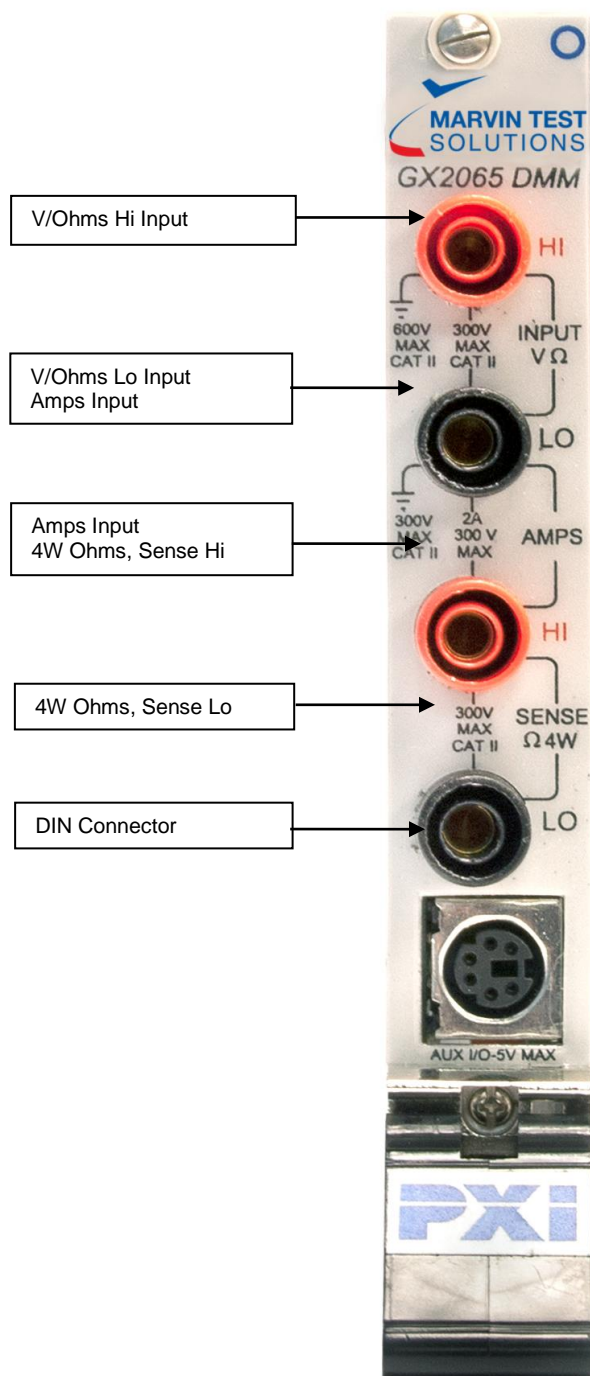 MARVIN TEST
SOLUTIONS
GX2065 DMM
V/Ohms Hi Input
HI
600V
MAX
CAT II
300V
MAX
CAT II
INPUT
V Ω
V/Ohms Lo Input
Amps Input
LO
300V
MAX
CAT II
2A
300 V
MAX
AMPS
Amps Input
4W Ohms, Sense Hi
HI
4W Ohms, Sense Lo
300V
MAX
CAT II
SENSE
Ω 4W
DIN Connector
LO
AUX I/O-5V MAX
PXI